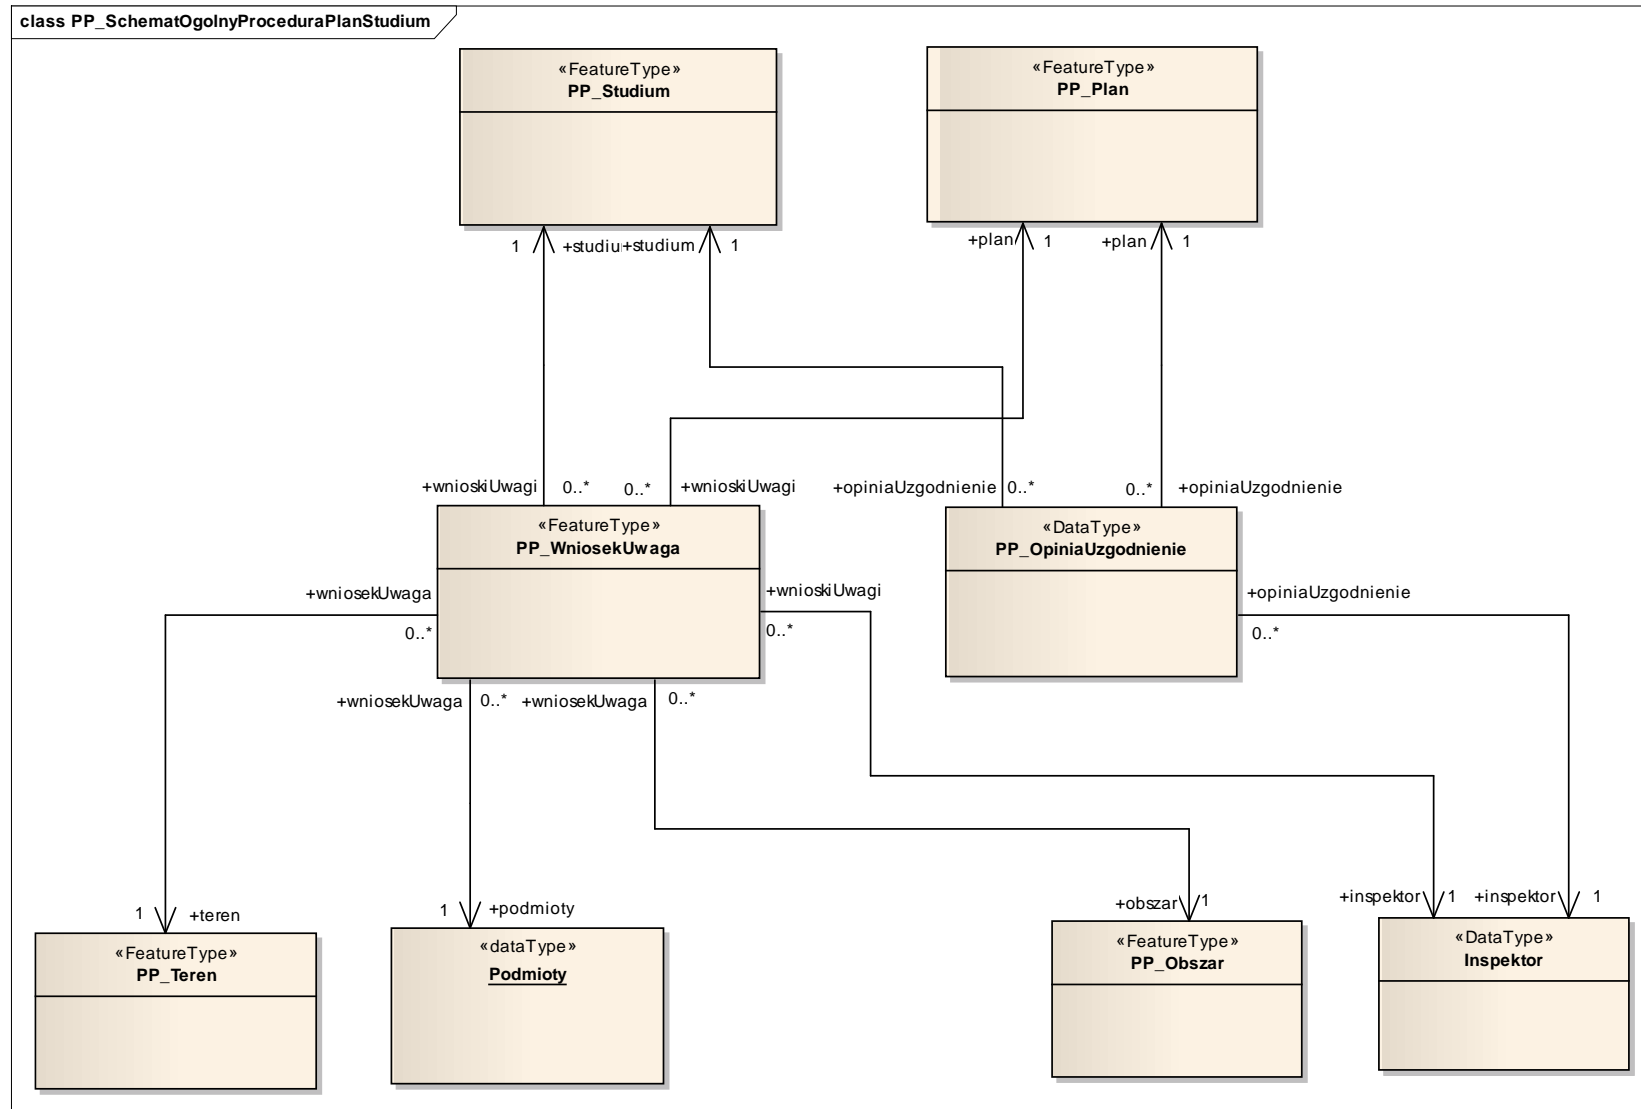 class PP_SchematOgolnyProceduraPlanStudium
«FeatureType»
PP_Studium
«FeatureType»
PP_Plan
1
+studiu
+studium
1
+plan
1
+plan
1
+wnioskiUwagi
0..*
0..*
+wnioskiUwagi
+opiniaUzgodnienie
0..*
0..*
+opiniaUzgodnienie
«FeatureType»
PP_WniosekUwaga
«DataType»
PP_OpiniaUzgodnienie
+wniosekUwaga
0..*
+wnioskiUwagi
0..*
+opiniaUzgodnienie
0..*
+wniosekUwaga
0..*
+wniosekUwaga
0..*
1
+teren
1
+podmioty
+obszar
1
+inspektor
1
+inspektor
1
«FeatureType»
PP_Teren
«dataType»
Podmioty
«FeatureType»
PP_Obszar
«DataType»
Inspektor